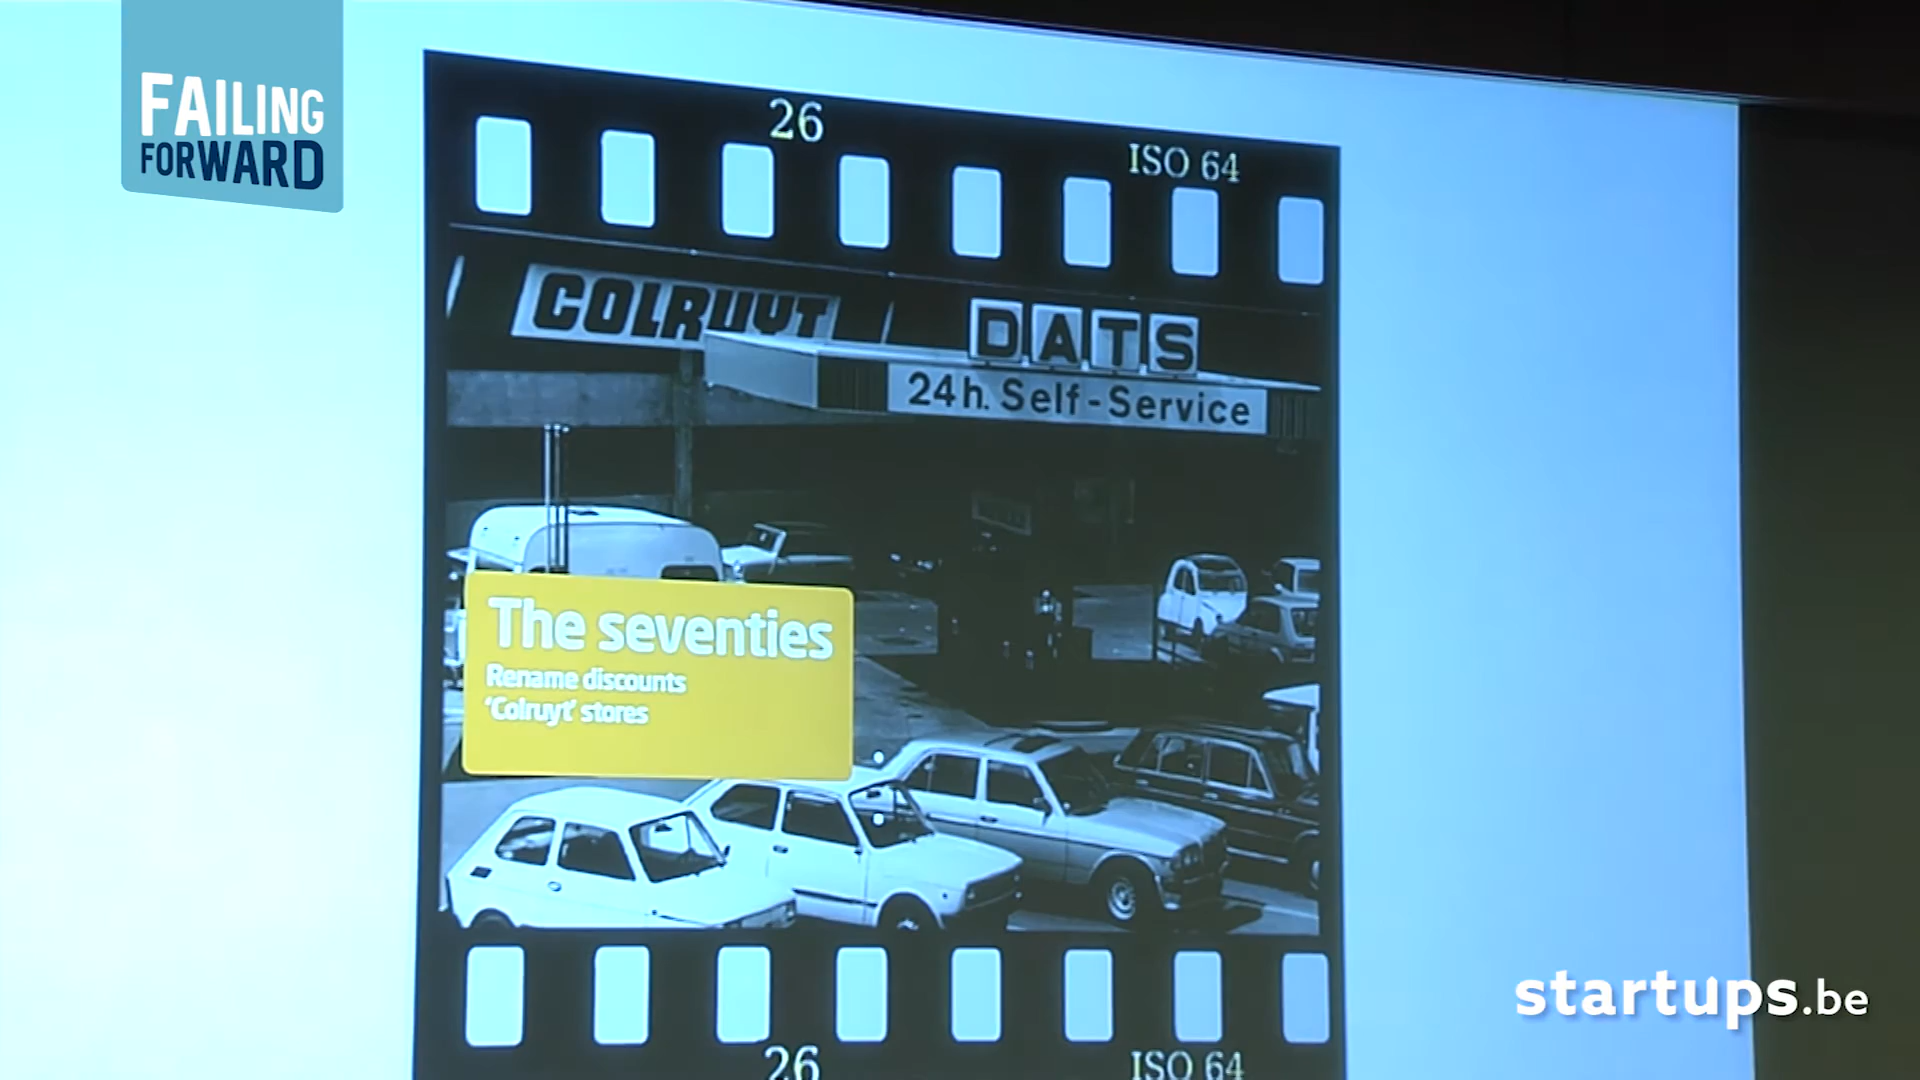 FAILING
FORWARD
26
ISO 64
COLRUYT
DATS
24h. Self-Service
The seventies
Rename discounts
'Colruyt' stores
startups.be
26
ISO 64